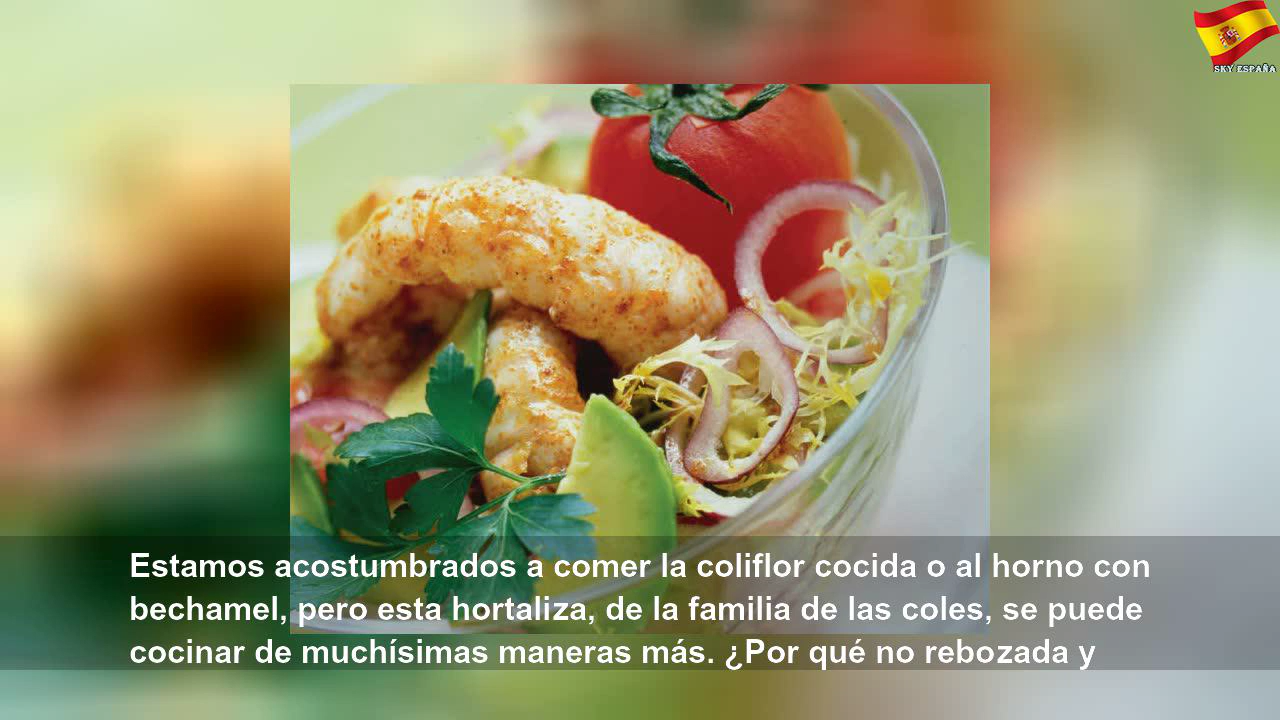 SKY ESPAÑA
Estamos acostumbrados a comer la coliflor cocida o al horno con
bechamel, pero esta hortaliza, de la familia de las coles, se puede
cocinar de muchísimas maneras más. ¿Por qué no rebozada y